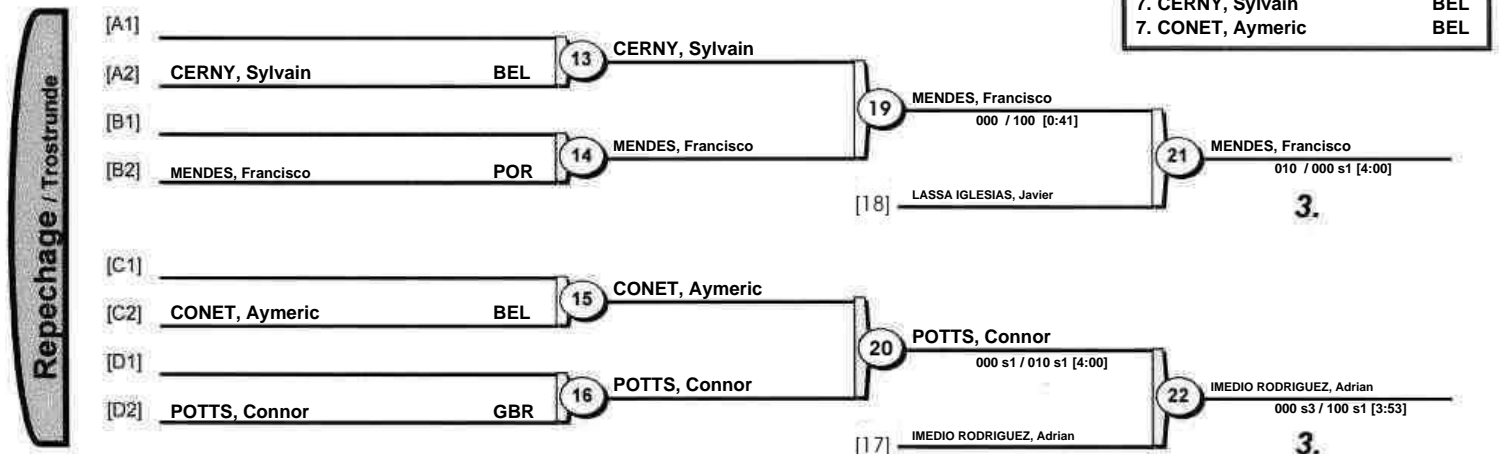 7. CERNY, Sylvain BEL
7. CONET, Aymeric BEL
Repechage / Trostrunde
[A1]
[A2] CERNY, Sylvain BEL
13 CERNY, Sylvain
[B1]
[B2] MENDES, Francisco POR
14 MENDES, Francisco
19 MENDES, Francisco
000 / 100 [0:41]
[18] LASSA IGLESIAS, Javier
21 MENDES, Francisco
010 / 000 s1 [4:00]
3.
[C1]
[C2] CONET, Aymeric BEL
15 CONET, Aymeric
[D1]
[D2] POTTS, Connor GBR
16 POTTS, Connor
20 POTTS, Connor
000 s1 / 010 s1 [4:00]
[17] IMEDIO RODRIGUEZ, Adrian
22 IMEDIO RODRIGUEZ, Adrian
000 s3 / 100 s1 [3:53]
3.